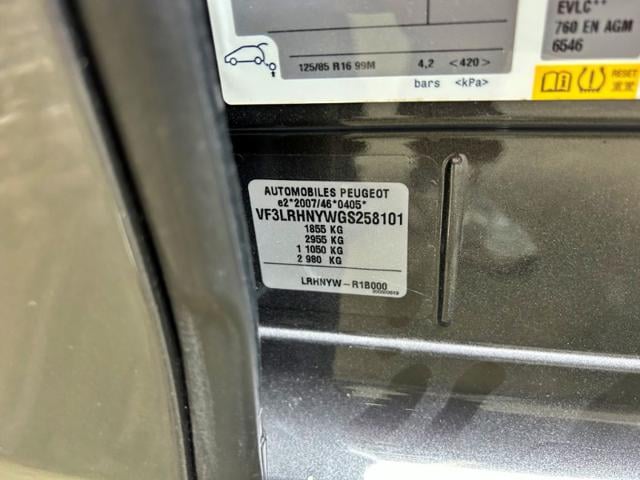 EVLC**
760 EN AGM
6546
125/85 R16 99M 4,2 <420>
bars <kPa>
RESET
AUTOMOBILES PEUGEOT
e2*2007/46*0405*
VF3LRHNYWGS258101
1855 KG
2955 KG
1 1050 KG
2 980 KG
LRHNYW-R1B000